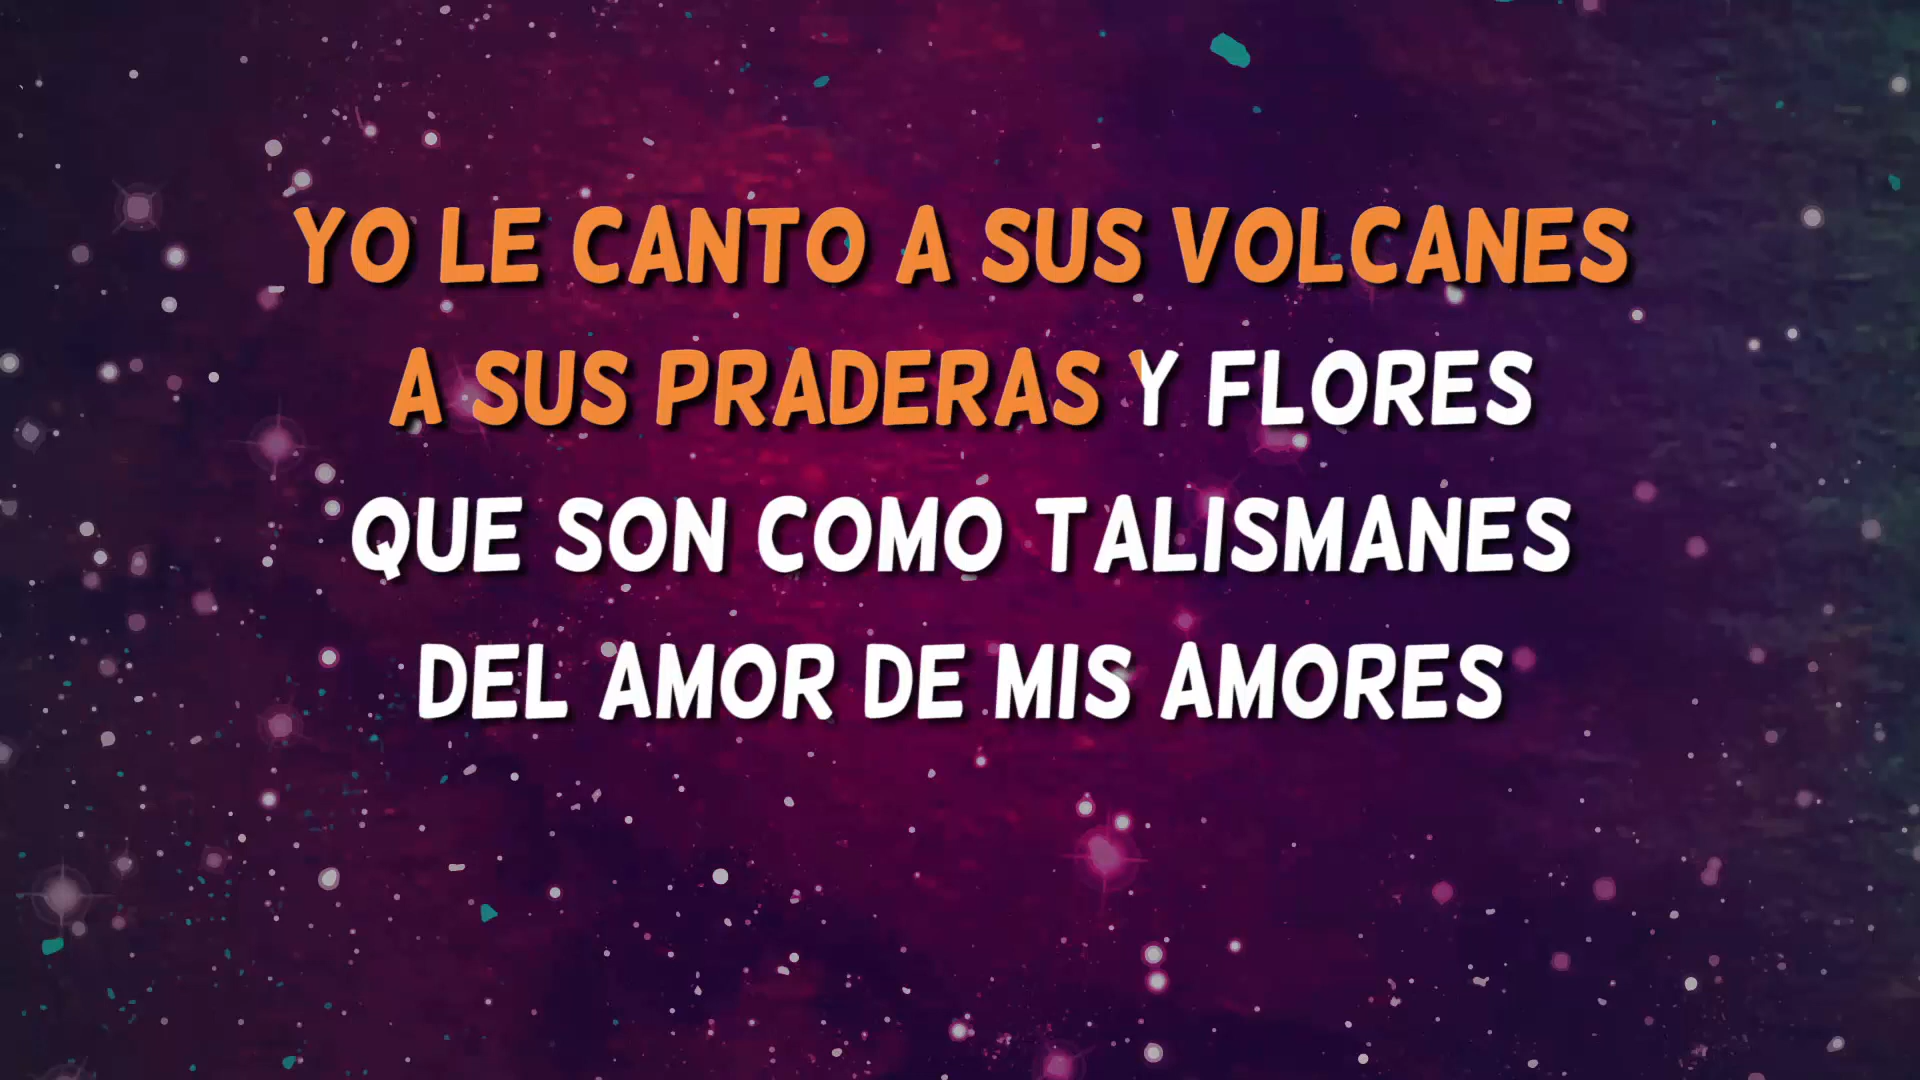 YO LE CANTO A SUS VOLCANES
A SUS PRADERAS Y FLORES
QUE SON COMO TALISMANES
DEL AMOR DE MIS AMORES